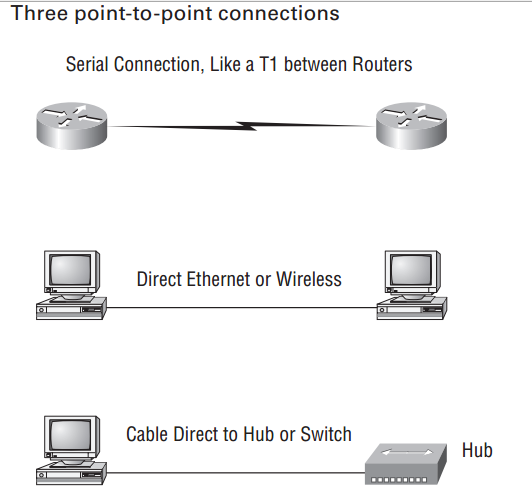 Three point-to-point connections
Serial Connection, Like a T1 between Routers
Direct Ethernet or Wireless
Cable Direct to Hub or Switch
Hub